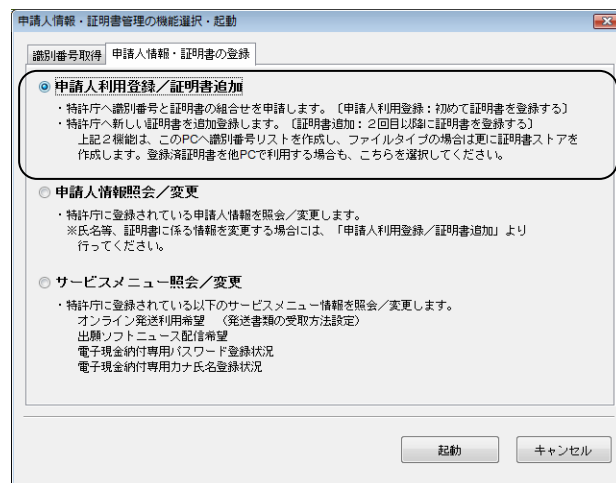 申請人情報・証明書管理の機能選択・起動
識別番号取得 申請人情報・証明書の登録
申請人利用登録／証明書追加
・特許庁へ識別番号と証明書の組合せを申請します。〔申請人利用登録：初めて証明書を登録する〕
・特許庁へ新しい証明書を追加登録します。〔証明書追加：２回目以降に証明書を登録する〕
上記２機能は、このPCへ識別番号リストを作成し、ファイルタイプの場合は更に証明書ストアを
作成します。登録済証明書を他PCで利用する場合も、こちらを選択してください。
申請人情報照会／変更
・特許庁に登録されている申請人情報を照会／変更します。
※氏名等、証明書に係る情報を変更する場合には、「申請人利用登録／証明書追加」より
行ってください。
サービスメニュー照会／変更
・特許庁に登録されている以下のサービスメニュー情報を照会／変更します。
オンライン発送利用希望 （発送書類の受取方法設定）
出願ソフトニュース配信希望
電子現金納付専用パスワード登録状況
電子現金納付専用カナ氏名登録状況
起動 キャンセル